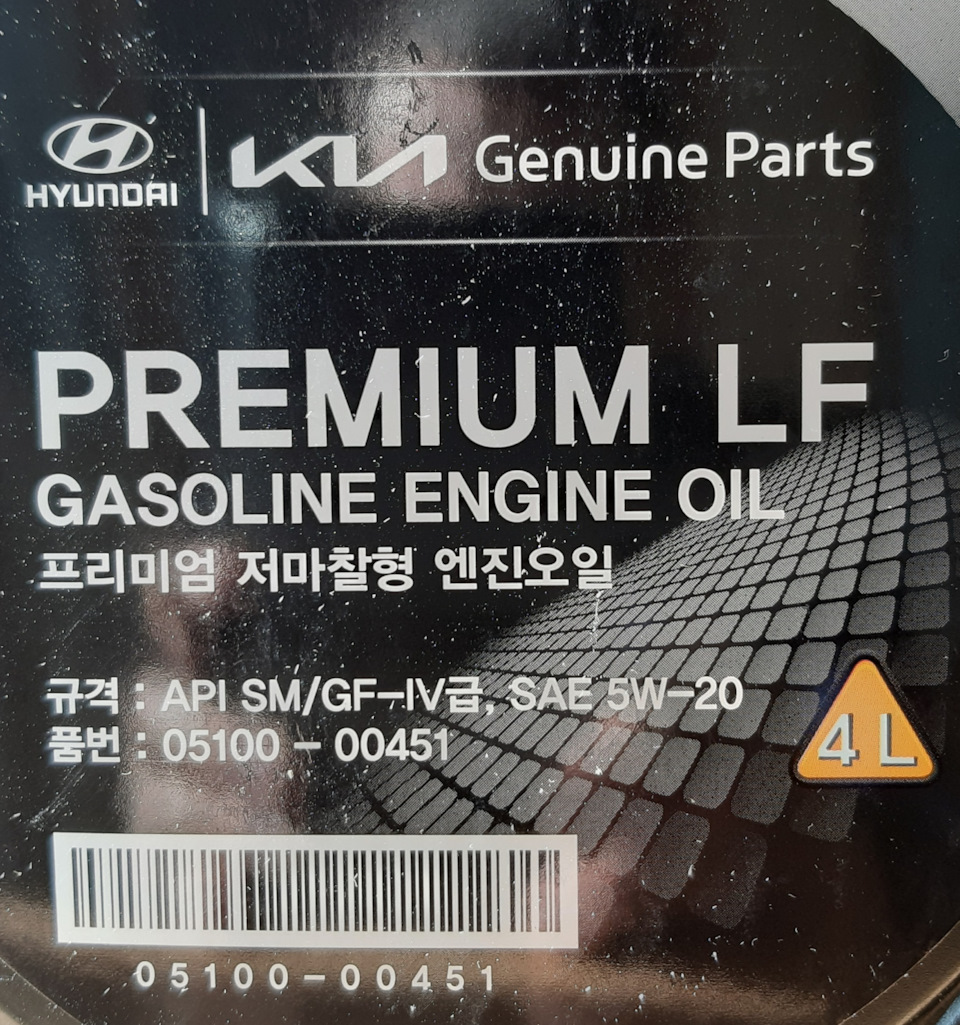 HYUNDAI KIA Genuine Parts
PREMIUM LF
GASOLINE ENGINE OIL
프리미엄 저마찰형 엔진오일
규격 : API SM/GF-IV급, SAE 5W-20
품번 : 05100 - 00451
4 L
05100-00451